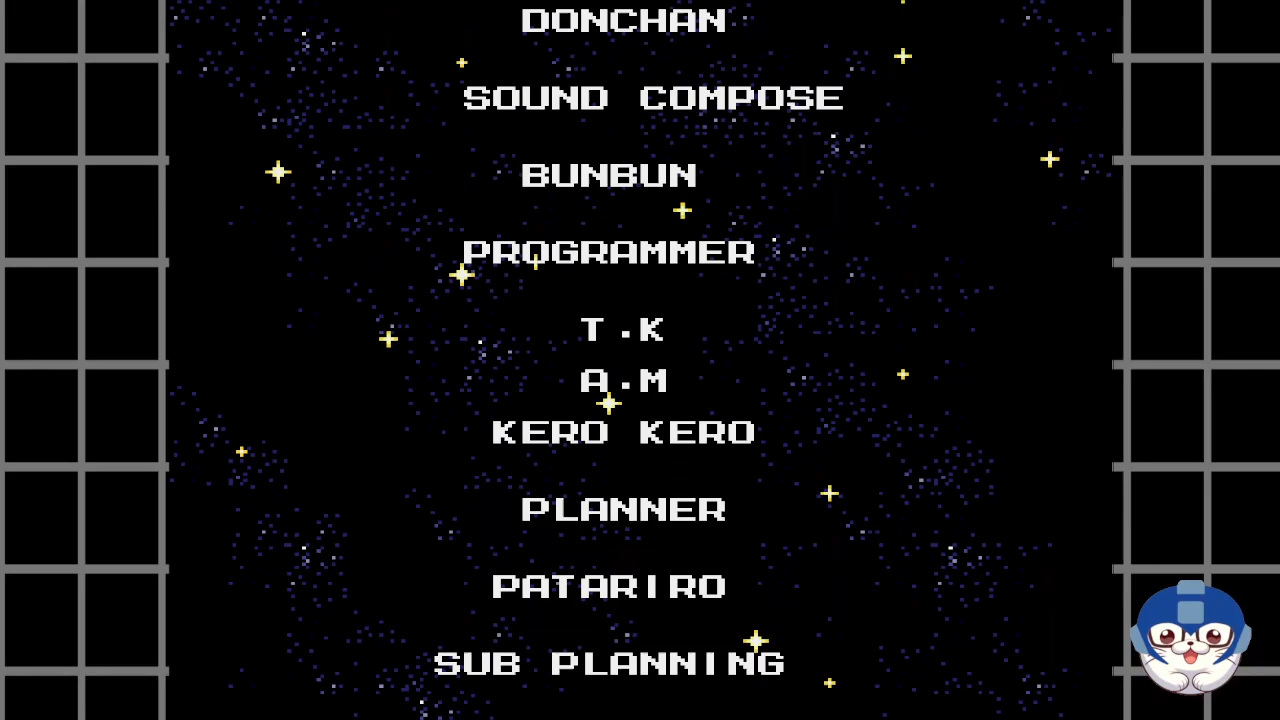 DONCHAN
SOUND COMPOSE
BUNBUN
PROGRAMMER
T.K
A.M
KERO KERO
PLANNER
PATARIRO
SUB PLANNING